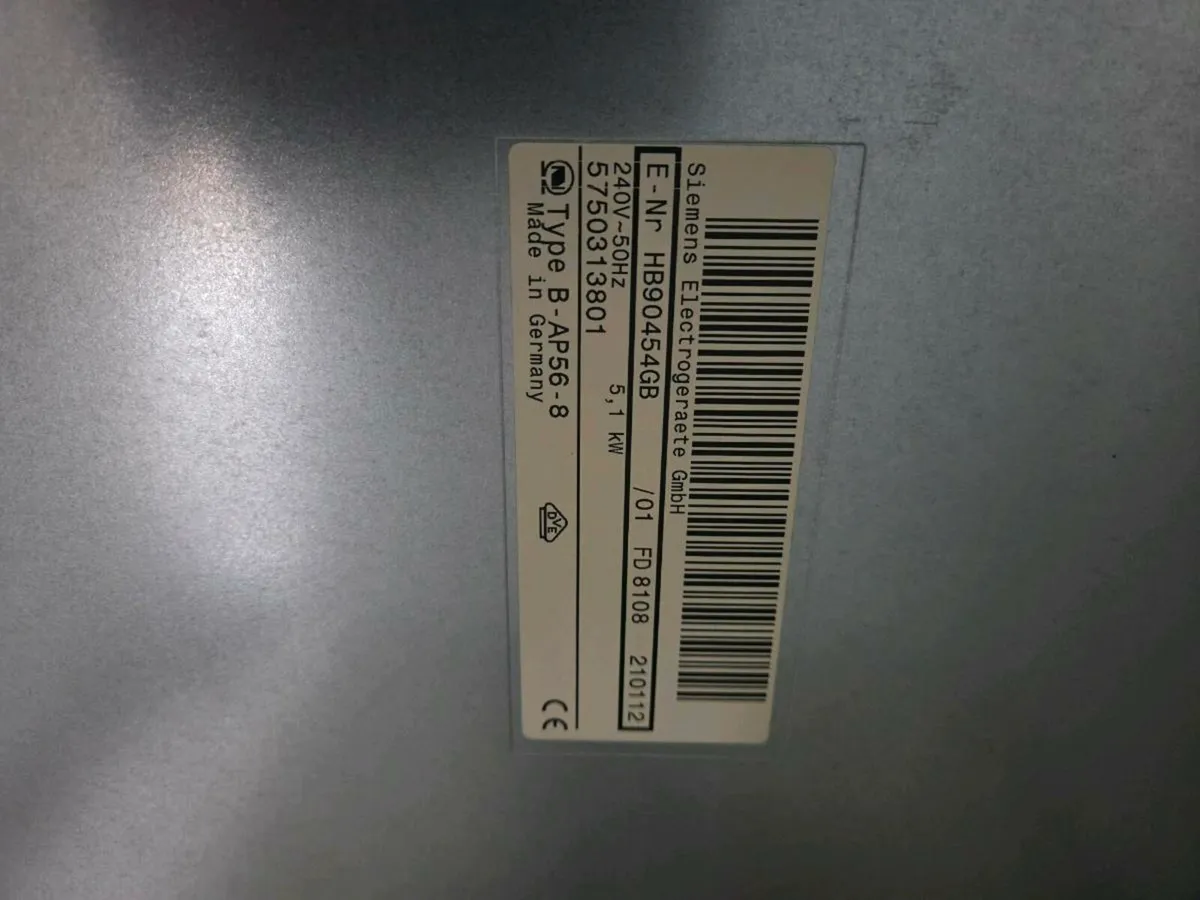 Siemens Electrogeraete GmbH
E-Nr HB90454GB /01 FD 8108 210112
240V~50Hz 5,1 kW
5750313801
Type B-AP56-8
Made in Germany
DVE
CE